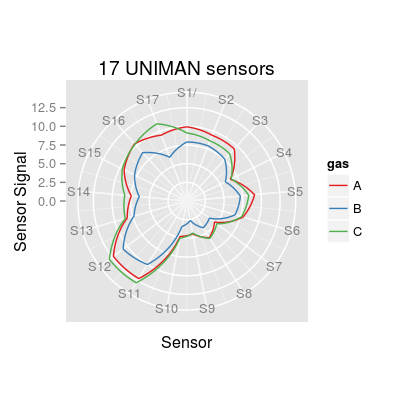 17 UNIMAN sensors
S1/
S2
S3
S4
S5
S6
S7
S8
S9
S10
S11
S12
S13
S14
S15
S16
S17
12.5
10.0
7.5
5.0
2.5
0.0
Sensor Signal
Sensor
gas
A
B
C